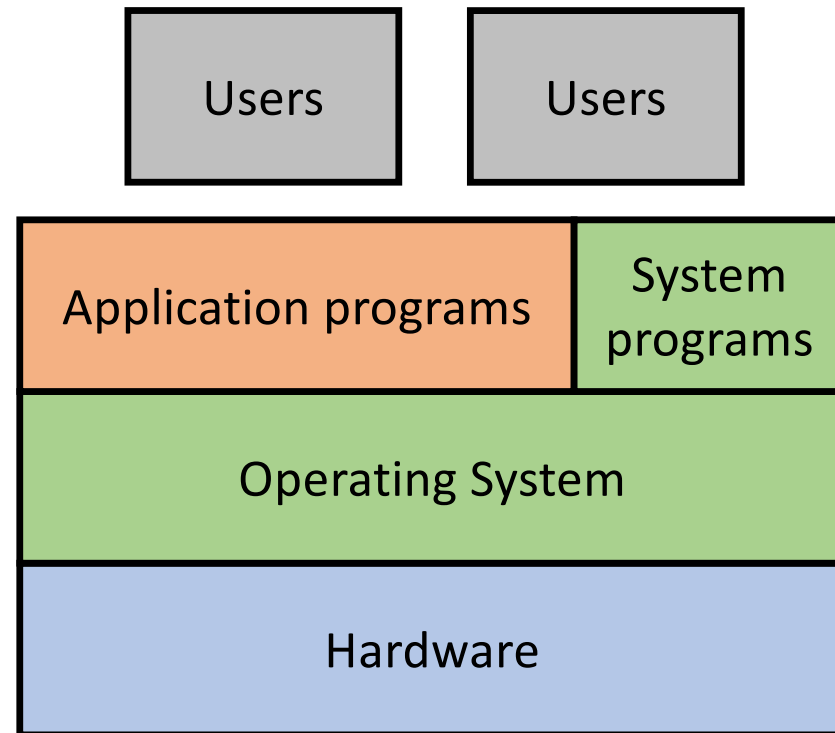 Users
Users
Application programs
System
programs
Operating System
Hardware